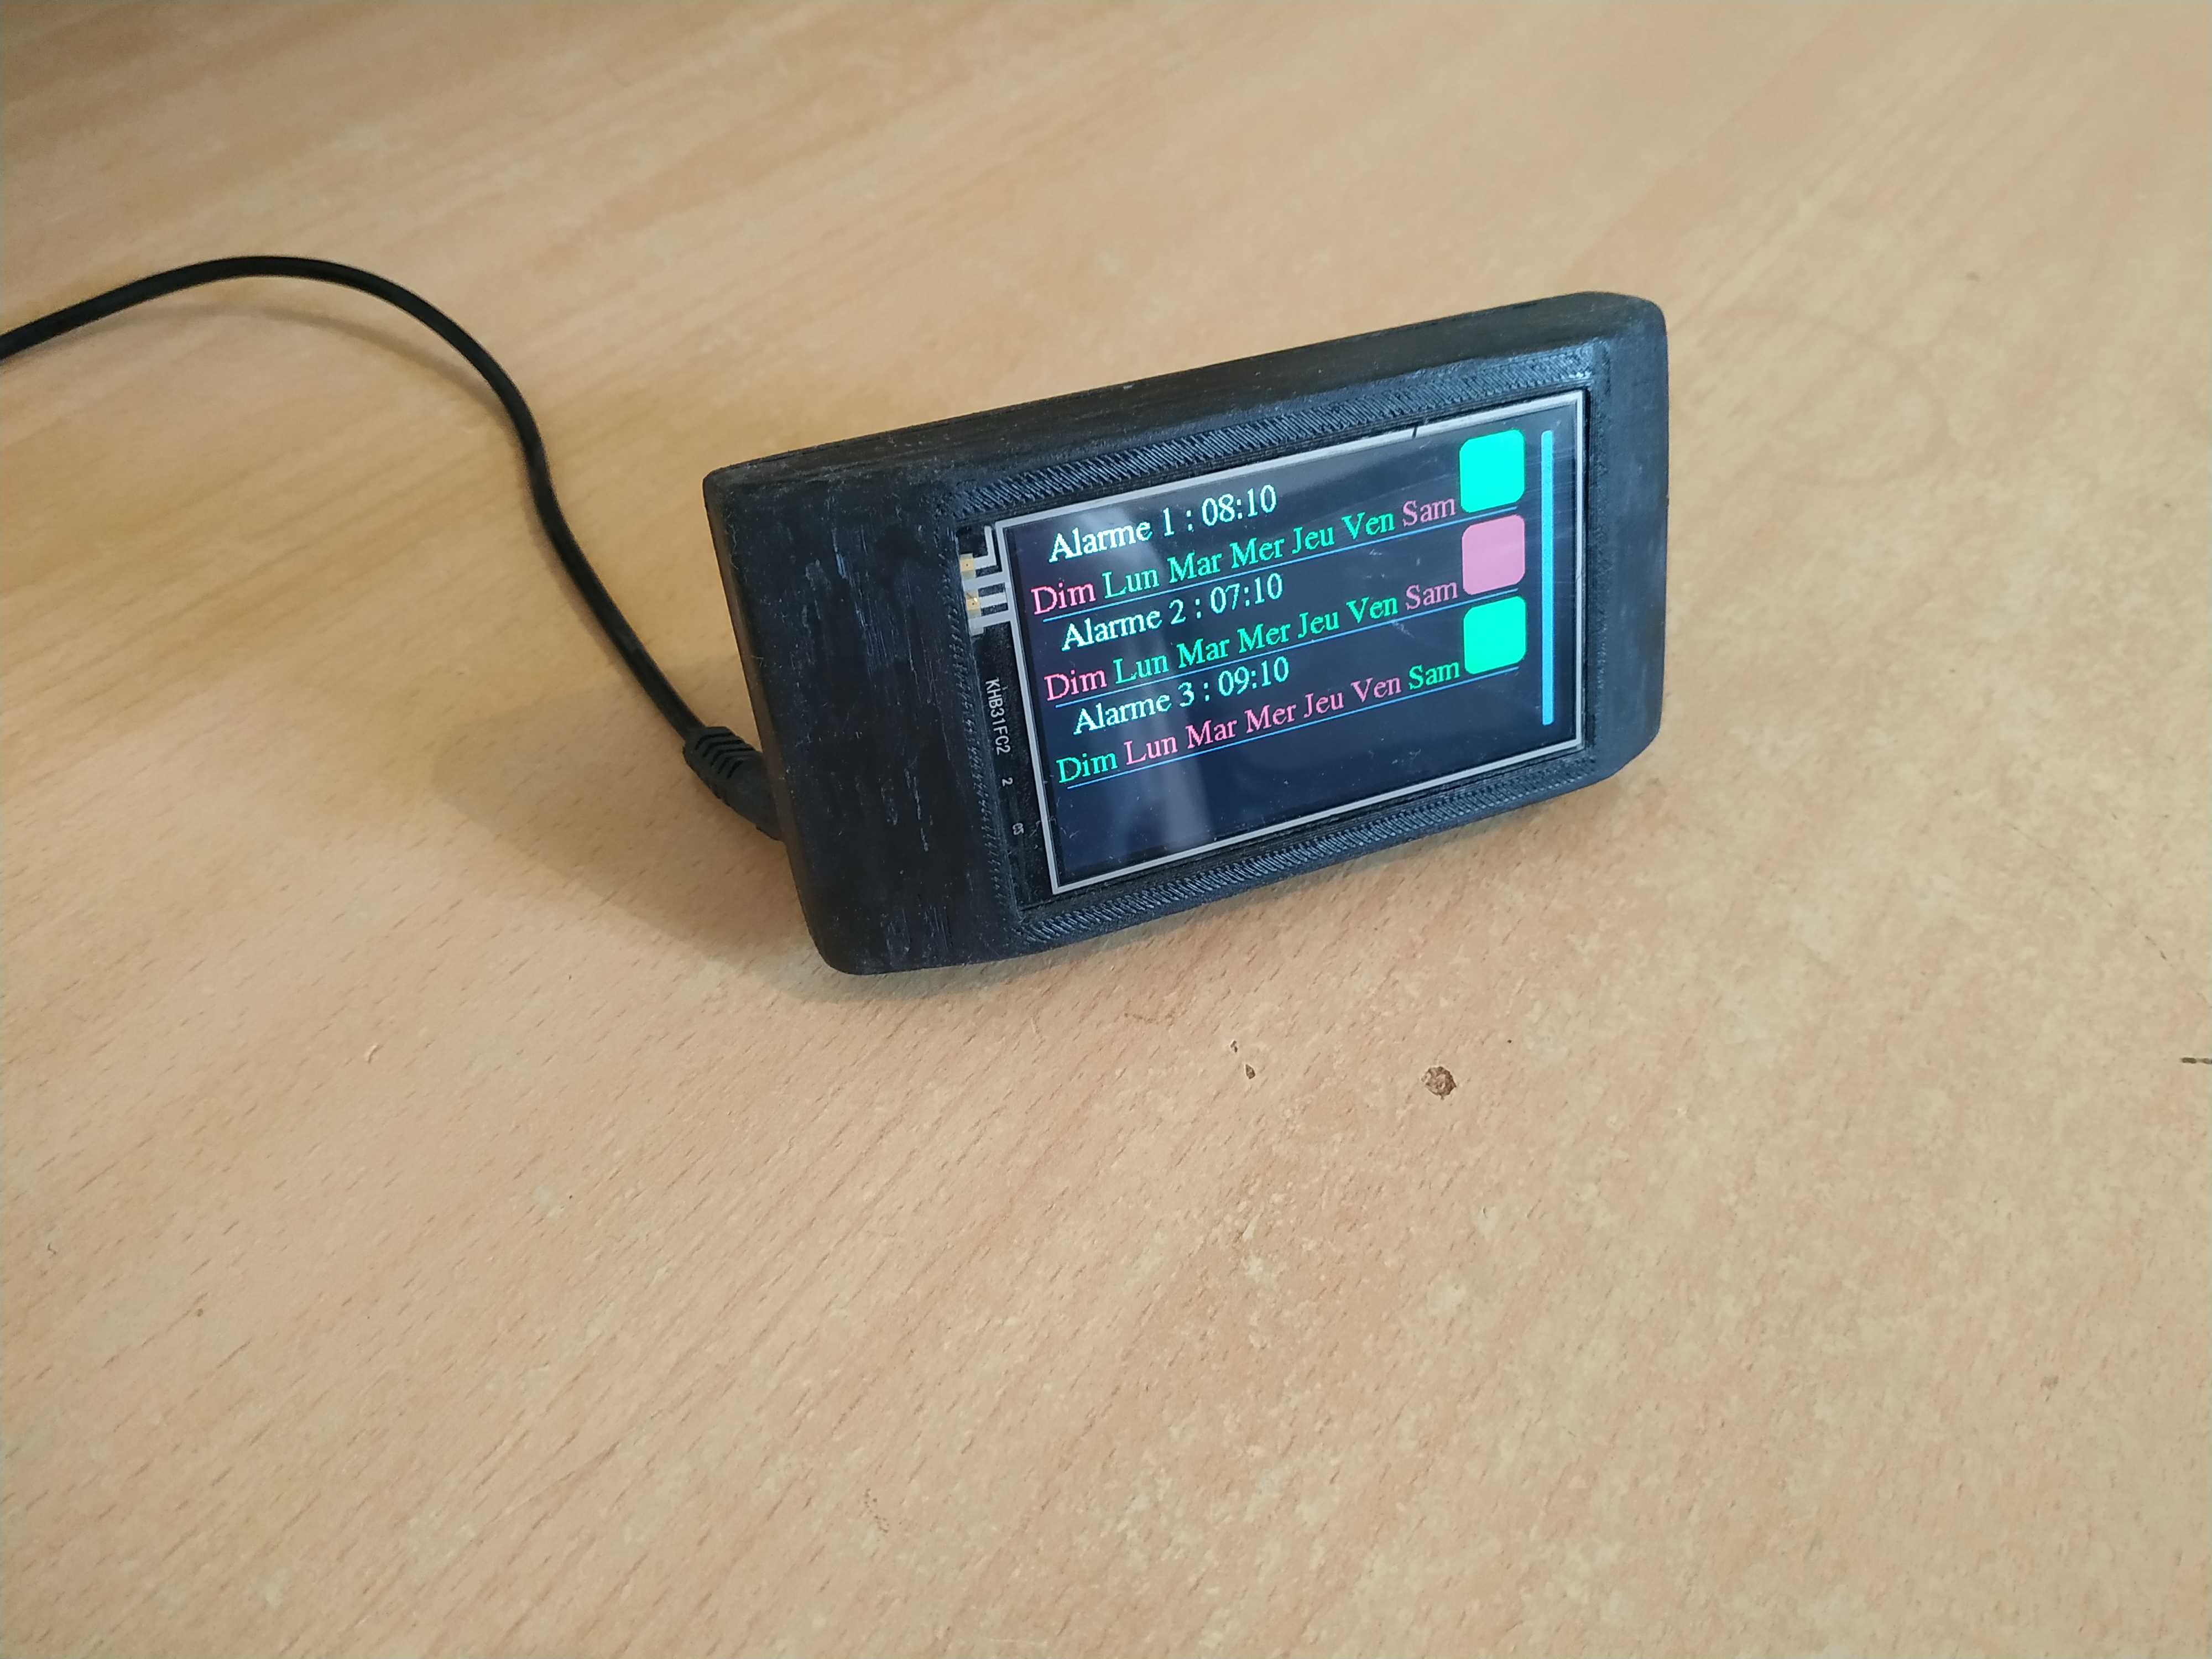 Alarme 1 : 08:10
Dim Lun Mar Mer Jeu Ven Sam
Alarme 2 : 07:10
Dim Lun Mar Mer Jeu Ven Sam
Alarme 3 : 09:10
Dim Lun Mar Mer Jeu Ven Sam
KHB31FC2 2